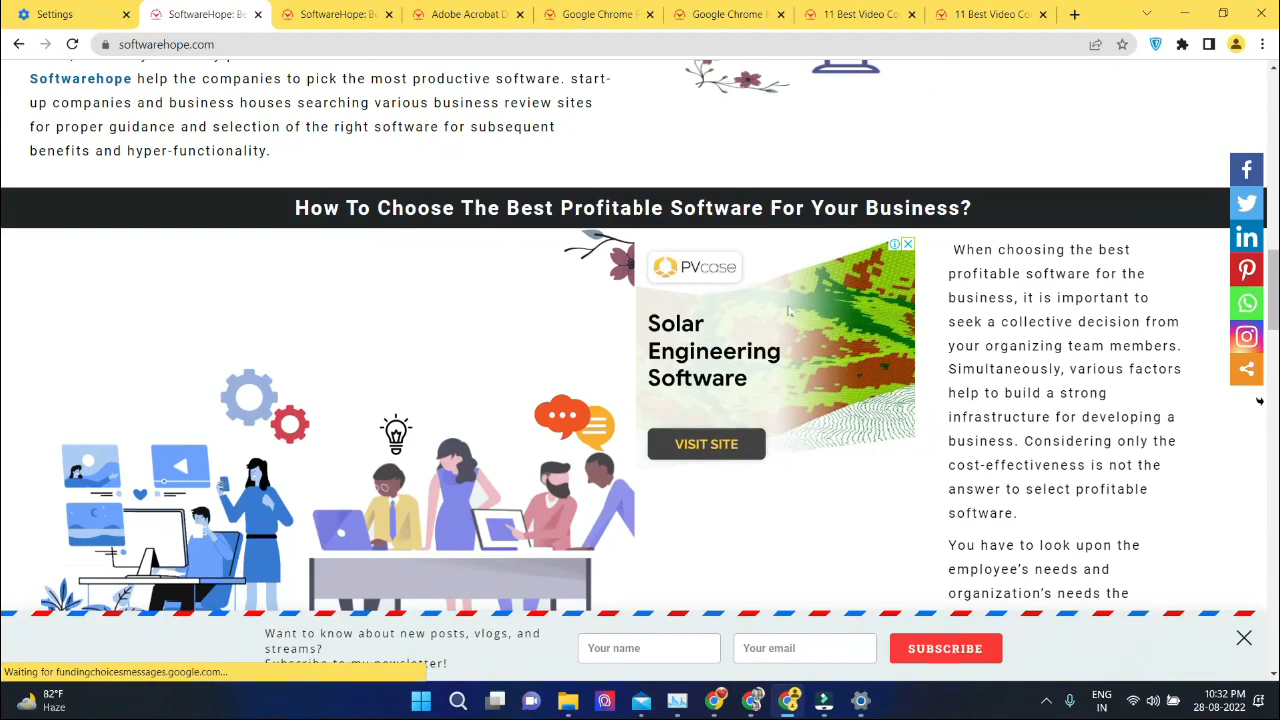 Settings
SoftwareHope: Be
SoftwareHope: Bu
Adobe Acrobat D
Google Chrome R
Google Chrome R
11 Best Video Co
11 Best Video Co
softwarehope.com
Softwarehope help the companies to pick the most productive software. start-
up companies and business houses searching various business review sites
for proper guidance and selection of the right software for subsequent
benefits and hyper-functionality.
How To Choose The Best Profitable Software For Your Business?
PVcase
Solar
Engineering
Software
VISIT SITE
When choosing the best
profitable software for the
business, it is important to
seek a collective decision from
your organizing team members.
Simultaneously, various factors
help to build a strong
infrastructure for developing a
business. Considering only the
cost-effectiveness is not the
answer to select profitable
software.
You have to look upon the
employee's needs and
organization's needs the
Want to know about new posts, vlogs, and
streams?
Subscribe to my newsletter!
Your name
Your email
SUBSCRIBE
Waiting for fundingchoicesmessages.google.com...
82°F
Haze
ENG
IN
10:32 PM
28-08-2022